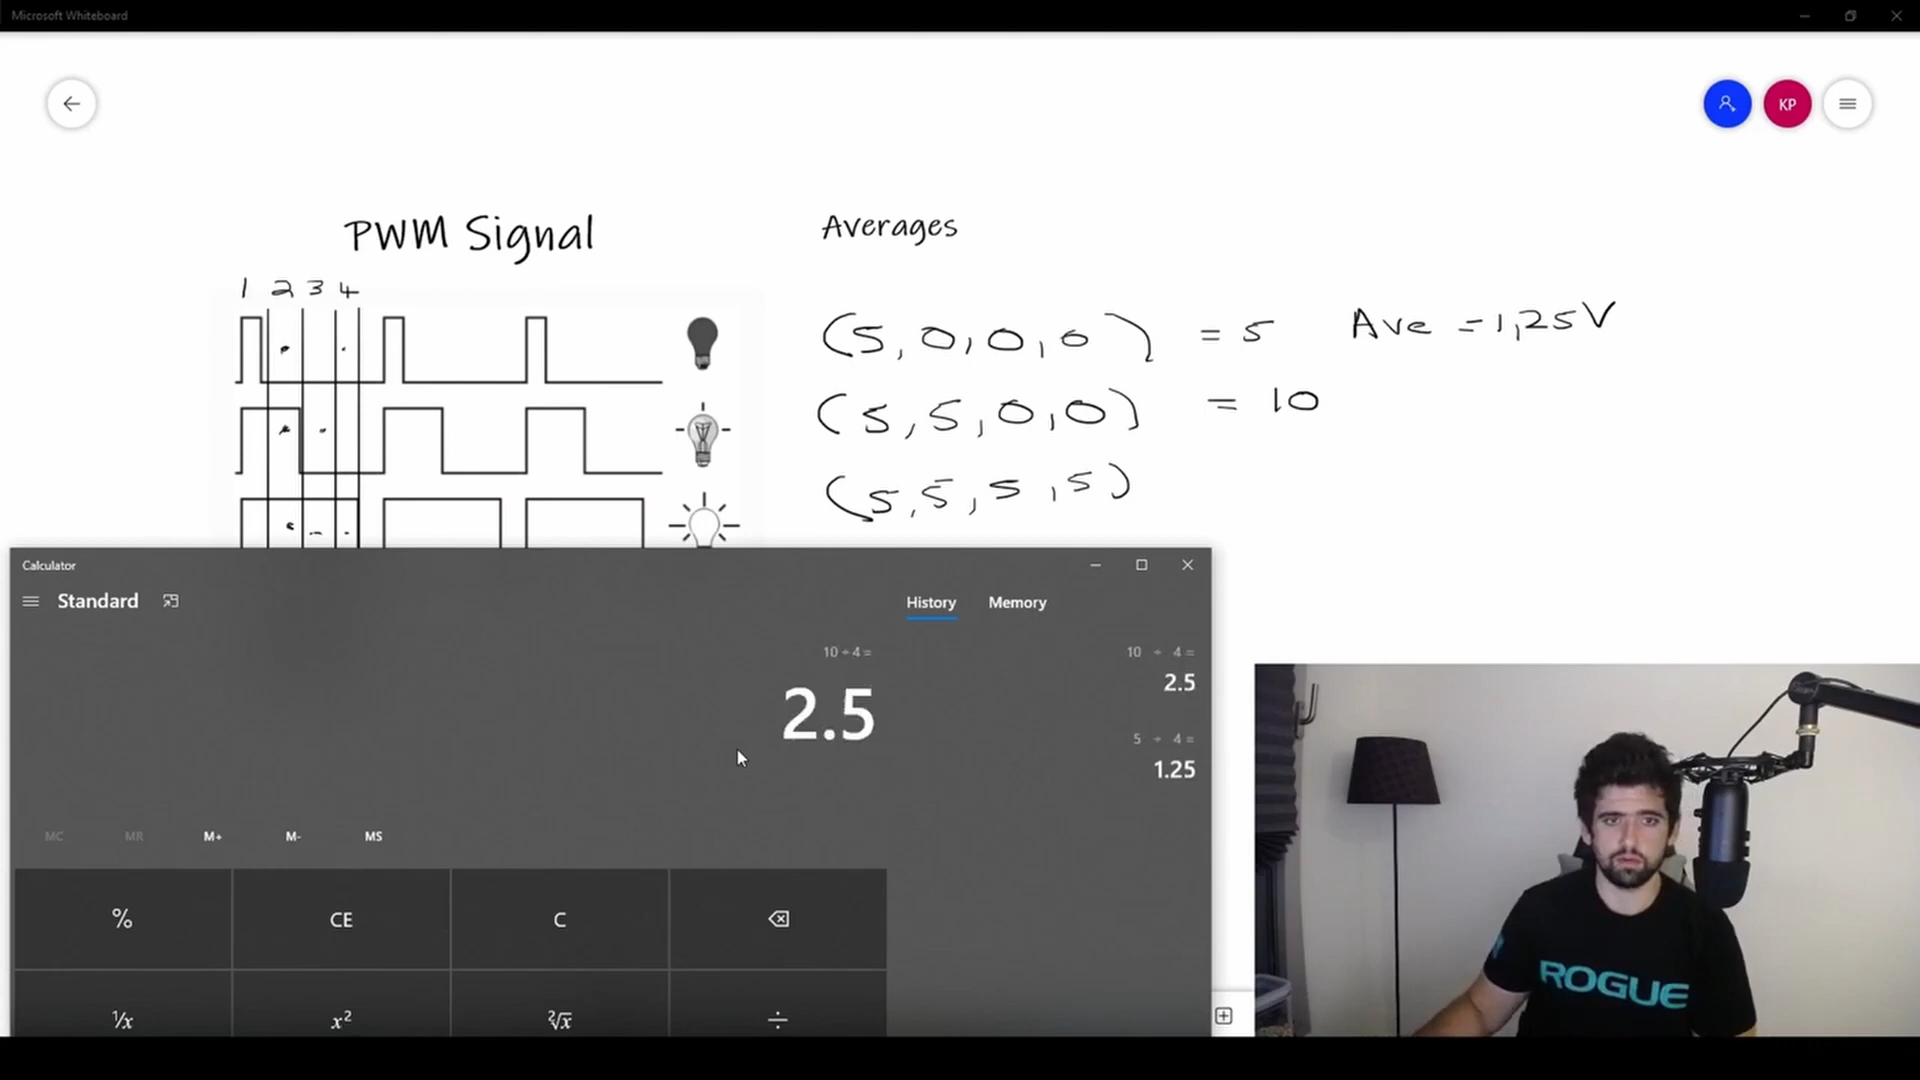 Microsoft Whiteboard
KP
PWM Signal
Averages
1 2 3 4
(5,0,0,0) = 5 Ave = 1,25V
(5,5,0,0) = 10
(5,5,5,5)
Calculator
Standard
History Memory
10 ÷ 4 =
2.5
10 ÷ 4 =
2.5
5 ÷ 4 =
1.25
MC MR M+ M- MS
% CE C
¹/x x² ²√x ÷
ROGUE